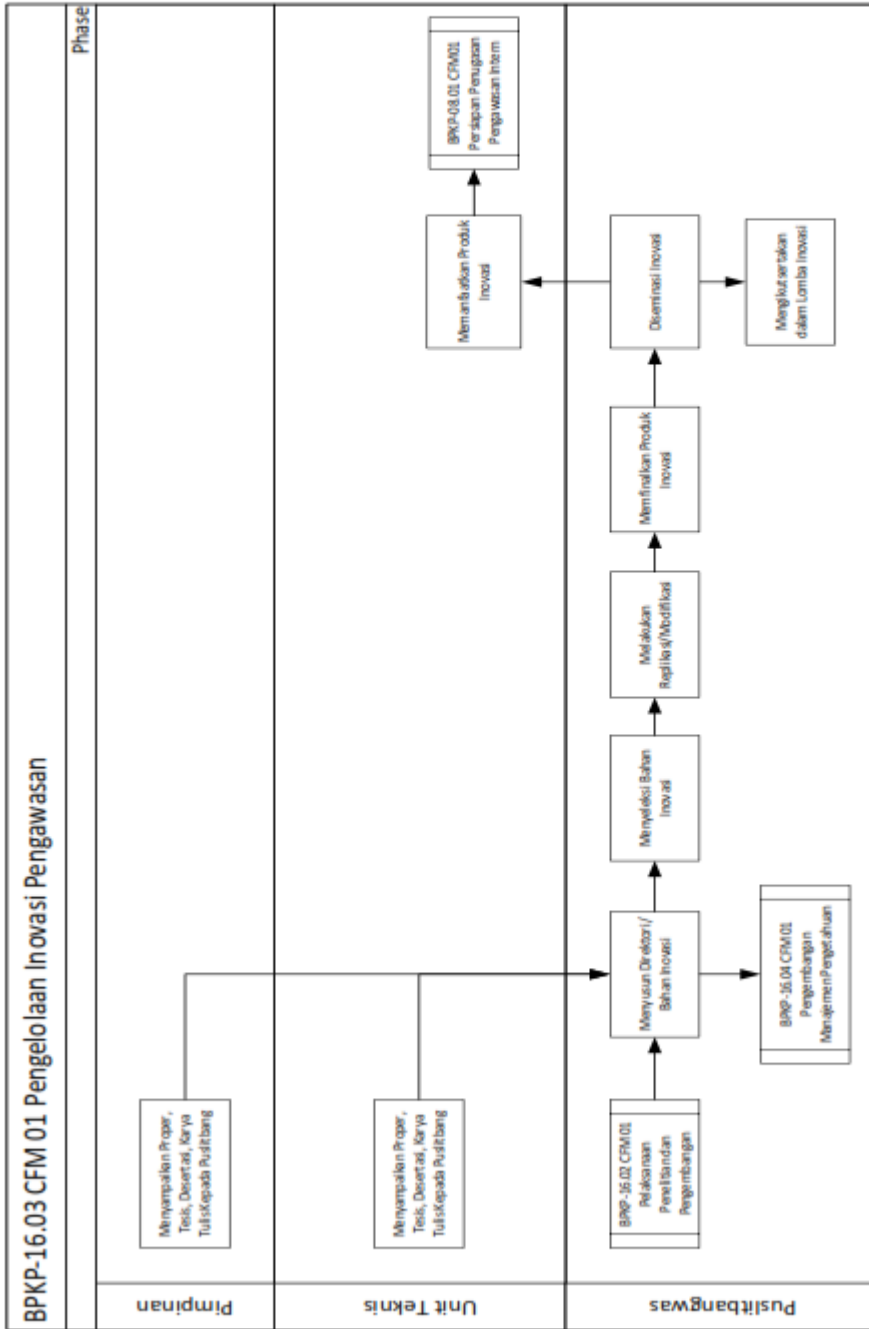 BPKP-16.03 CFM 01 Pengelolaan Inovasi Pengawasan
Phase
Pimpinan
Menyampaikan Proper,
Tesis, Desertasi, Karya
Tulis Kepada Puslitbang
Unit Teknis
Menyampaikan Proper,
Tesis, Desertasi, Karya
Tulis Kepada Puslitbang
Memanfaatkan Produk
Inovasi
BPKP-08.01 CFM01
Persiapan Penugasan
Pengawasan Intern
Puslitbangwas
BPKP-16.02 CFM 01
Pelaksanaan
Penelitian dan
Pengembangan
Menyusun Direktori/
Bahan Inovasi
BPKP-16.04 CFM 01
Pengembangan
Manajemen Pengetahuan
Menyeleksi Bahan
Inovasi
Melakukan
Replikasi/Modifikasi
Memfinalkan Produk
Inovasi
Diseminasi Inovasi
Mengikutsertakan
dalam Lomba Inovasi